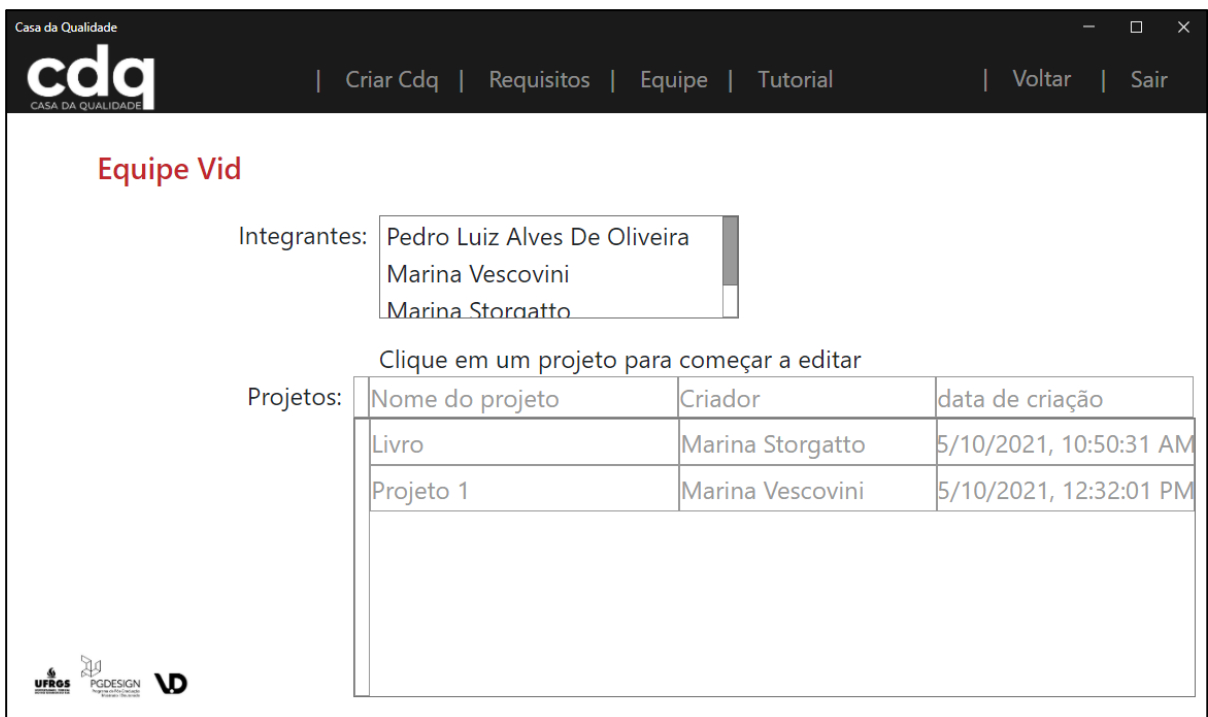 Casa da Qualidade
cdq
CASA DA QUALIDADE
| Criar Cdq | Requisitos | Equipe | Tutorial | Voltar | Sair
Equipe Vid
Integrantes: Pedro Luiz Alves De Oliveira
Marina Vescovini
Marina Storgatto
Clique em um projeto para começar a editar
Projetos: Nome do projeto Criador data de criação
Livro Marina Storgatto 5/10/2021, 10:50:31 AM
Projeto 1 Marina Vescovini 5/10/2021, 12:32:01 PM
UFRGS PGDESIGN VD